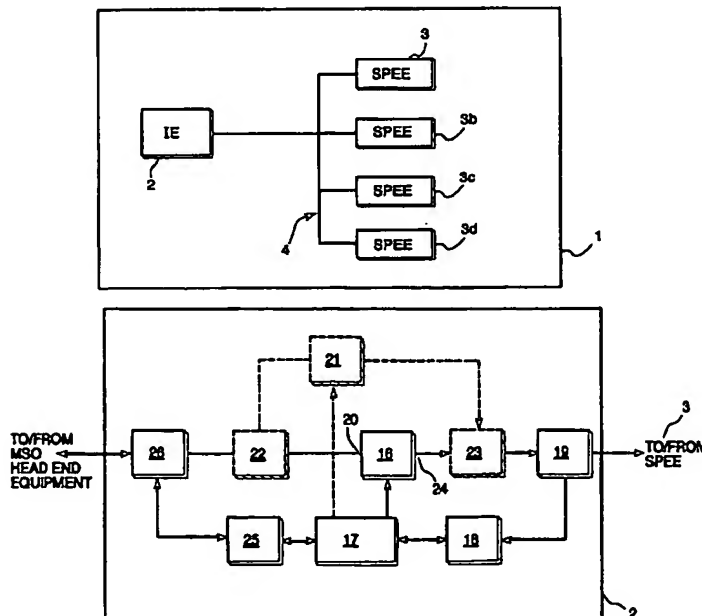 3
SPEE
IE
2
SPEE
3b
SPEE
3c
SPEE
3d
4
1
21
3
TO/FROM
MSO
HEAD END
EQUIPMENT
26
22
20
16
24
23
19
TO/FROM
SPEE
25
17
18
2